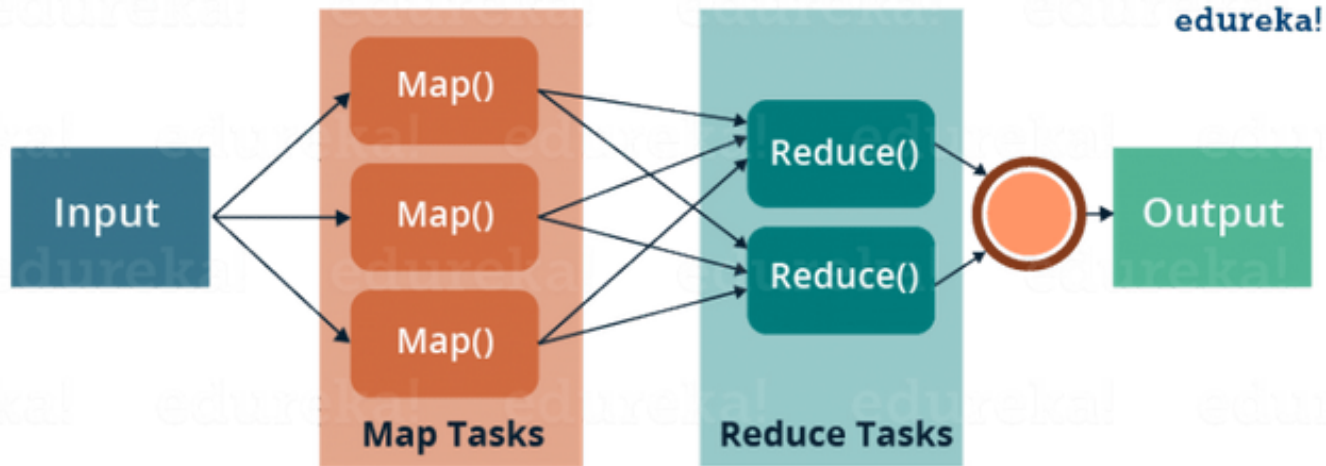 edureka!
Input
Map()
Map()
Map()
Map Tasks
Reduce()
Reduce()
Reduce Tasks
Output